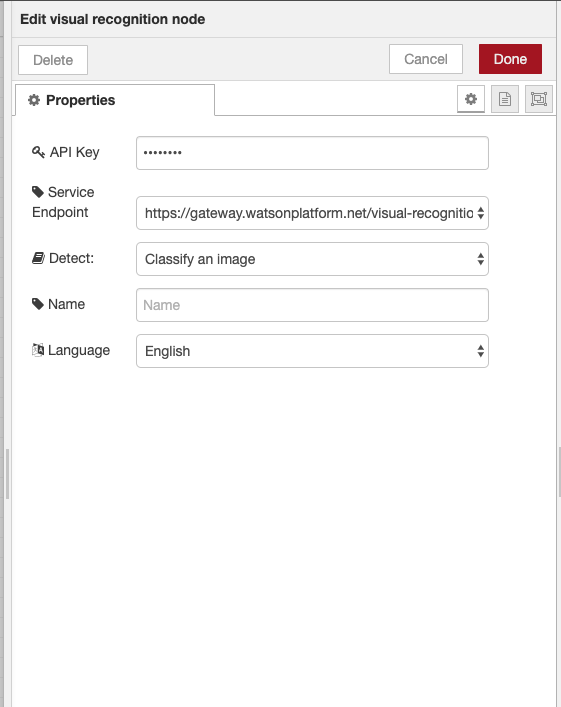 Edit visual recognition node
Delete
Cancel
Done
Properties
API Key
••••••••
Service
Endpoint
https://gateway.watsonplatform.net/visual-recognitio
Detect:
Classify an image
Name
Name
Language
English